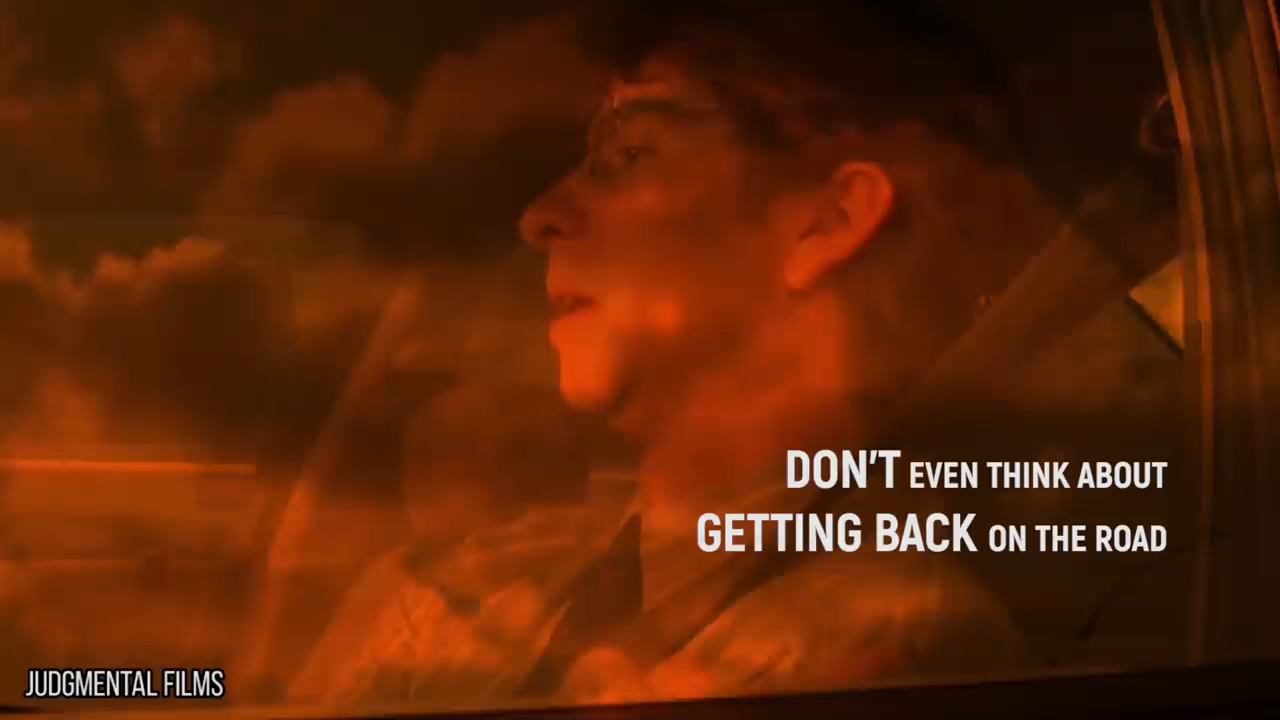 DON'T EVEN THINK ABOUT
GETTING BACK ON THE ROAD
JUDGMENTAL FILMS